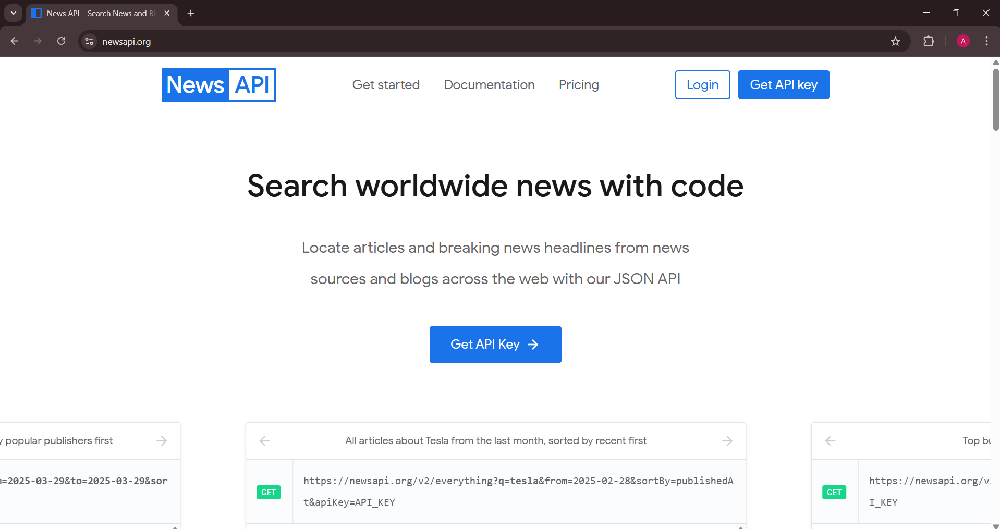 News API – Search News and Bl
newsapi.org
A
News API
Get started
Documentation
Pricing
Login
Get API key
Search worldwide news with code
Locate articles and breaking news headlines from news
sources and blogs across the web with our JSON API
Get API Key
y popular publishers first
=2025-03-29&to=2025-03-29&sor
All articles about Tesla from the last month, sorted by recent first
GET
https://newsapi.org/v2/everything?q=tesla&from=2025-02-28&sortBy=publishedA
t&apiKey=API_KEY
Top bu
GET
https://newsapi.org/v2
I_KEY